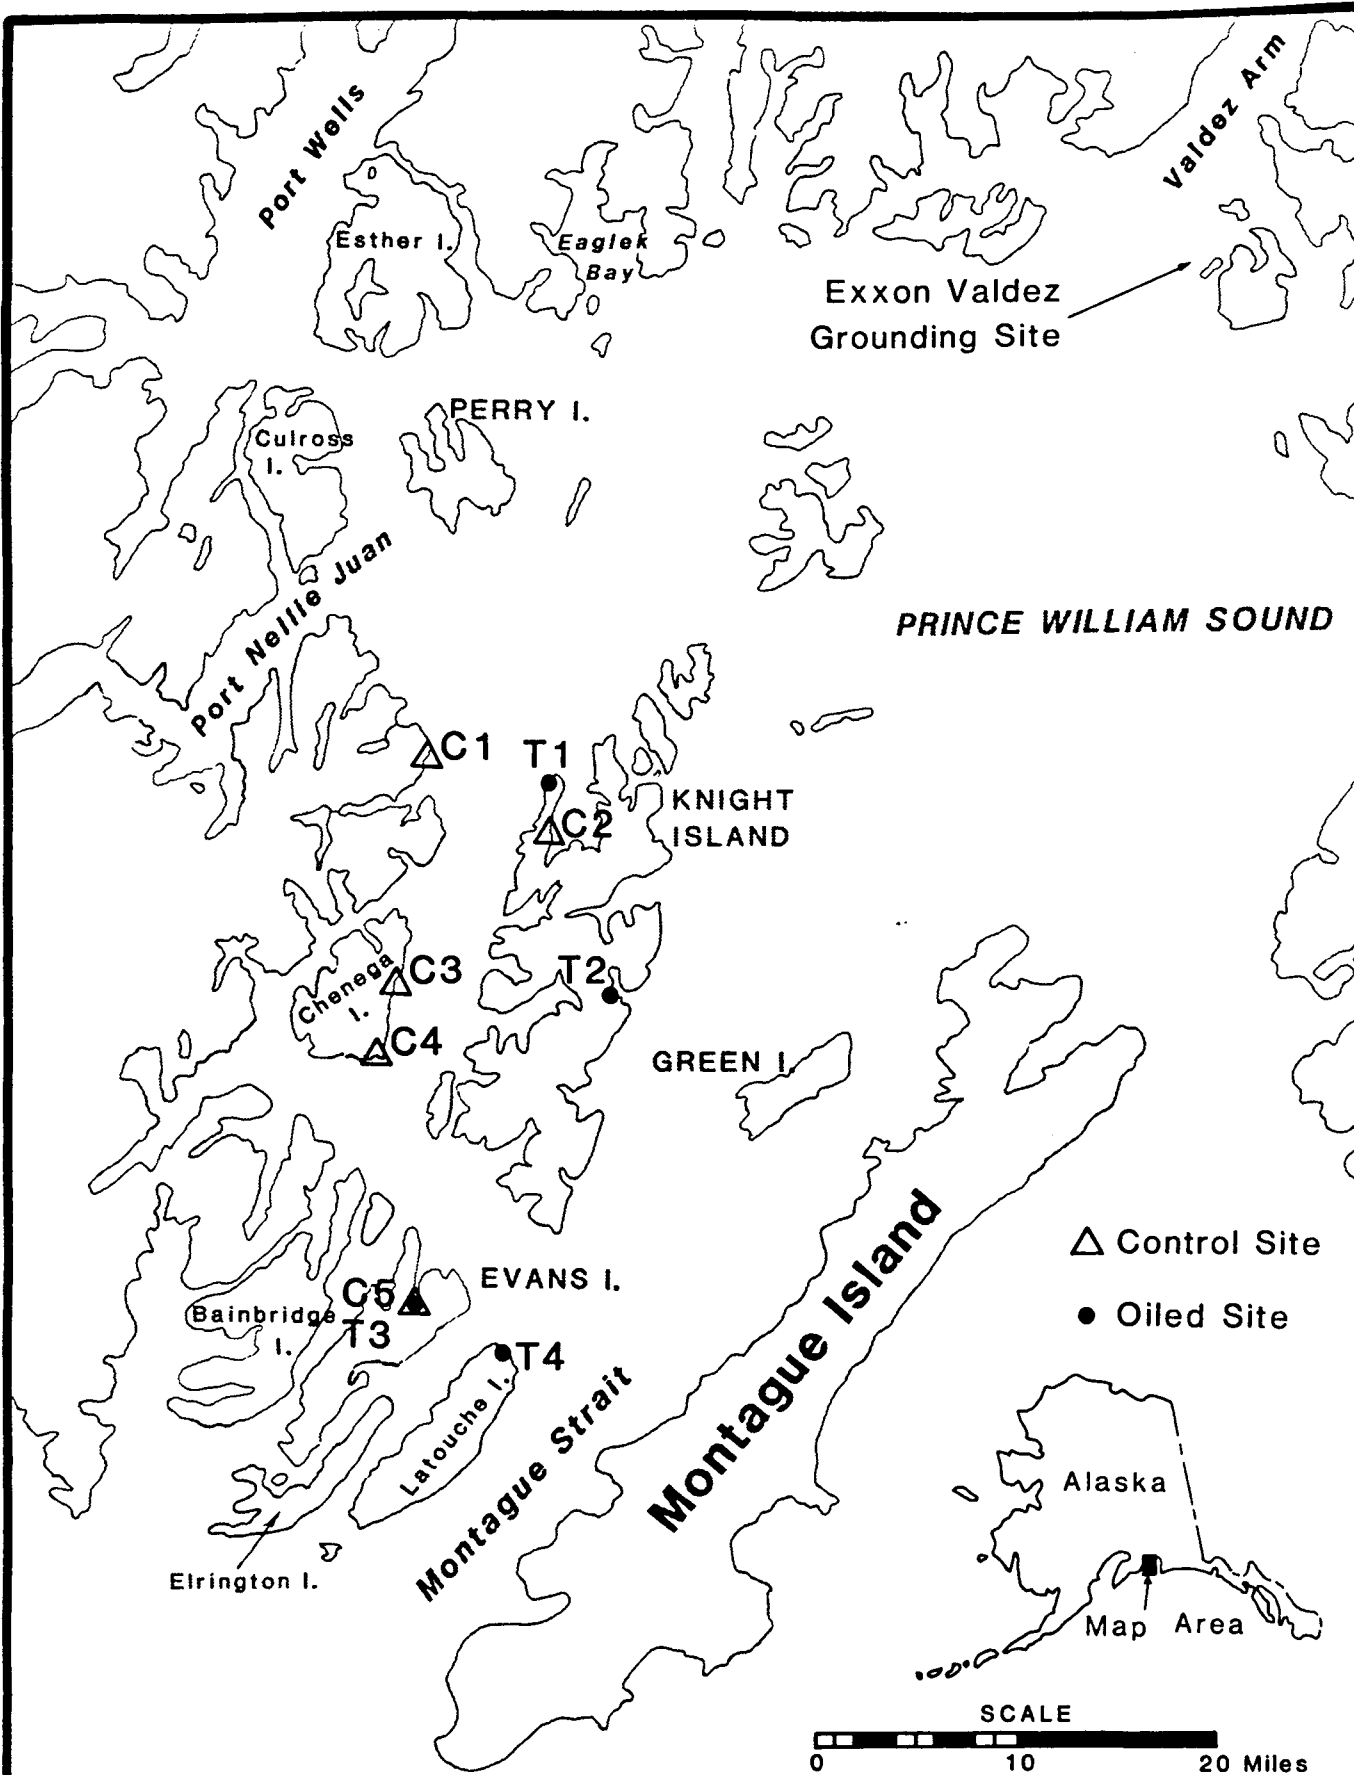 Port Wells
Valdez Arm
Esther I.
Eaglek
Bay
Exxon Valdez
Grounding Site
PERRY I.
Culross
I.
Port Nellie Juan
PRINCE WILLIAM SOUND
C1
T1
C2
KNIGHT
ISLAND
C3
T2
Chenega
I.
C4
GREEN I.
Montague Island
Control Site
Oiled Site
EVANS I.
C5
T3
Bainbridge
I.
T4
Latouche I.
Montague Strait
Elrington I.
Alaska
Map Area
SCALE
0 10 20 Miles